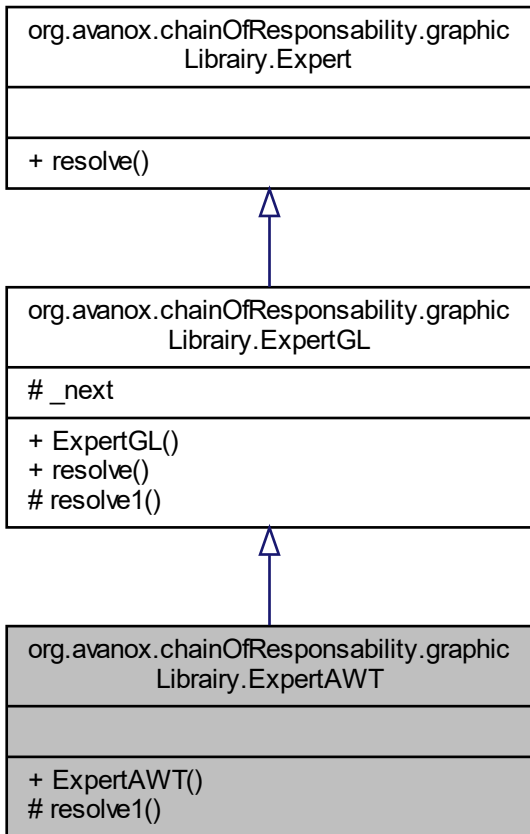 org.avanox.chainOfResponsability.graphic
Librairy.Expert
+ resolve()
org.avanox.chainOfResponsability.graphic
Librairy.ExpertGL
# _next
+ ExpertGL()
+ resolve()
# resolve1()
org.avanox.chainOfResponsability.graphic
Librairy.ExpertAWT
+ ExpertAWT()
# resolve1()